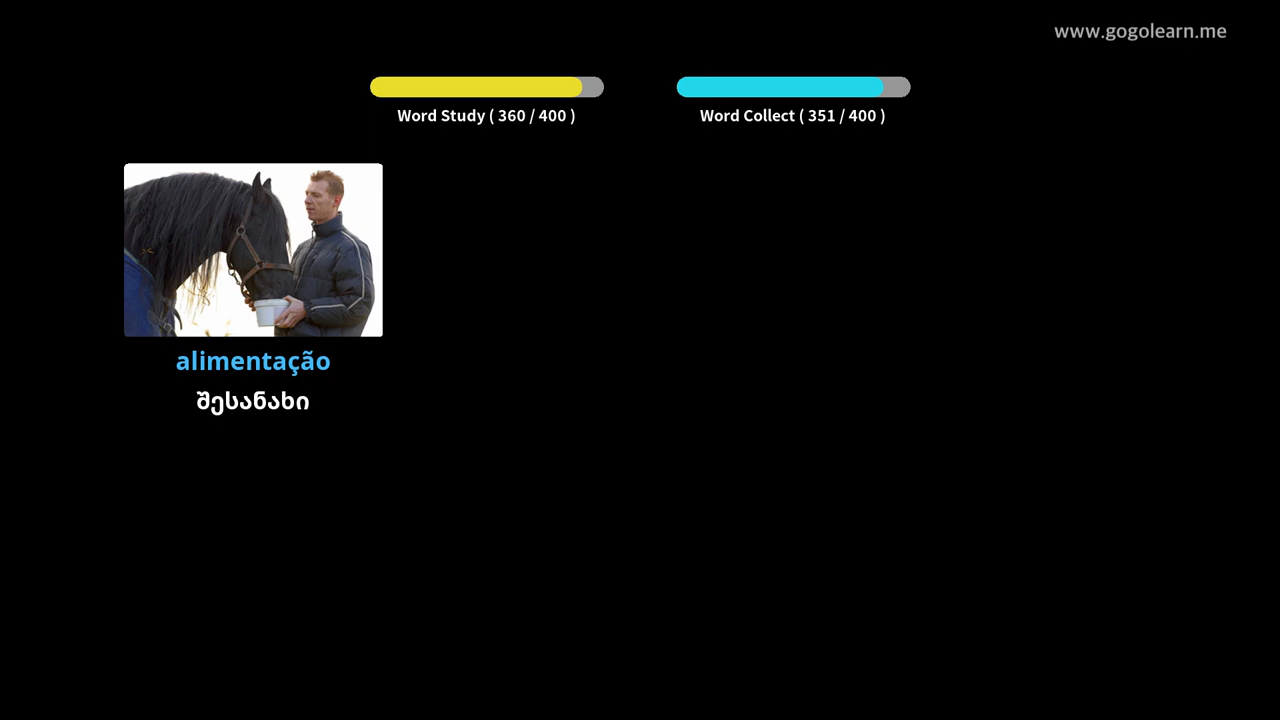 www.gogolearn.me
Word Study ( 360 / 400 )
Word Collect ( 351 / 400 )
alimentação
შესანახი